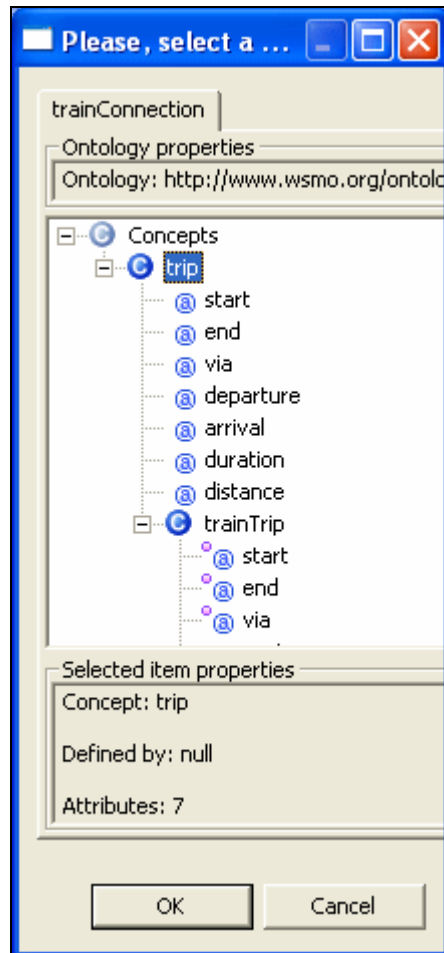 Please, select a ...
trainConnection
Ontology properties
Ontology: http://www.wsmo.org/ontolo
Concepts
trip
start
end
via
departure
arrival
duration
distance
trainTrip
start
end
via
Selected item properties
Concept: trip
Defined by: null
Attributes: 7
OK
Cancel